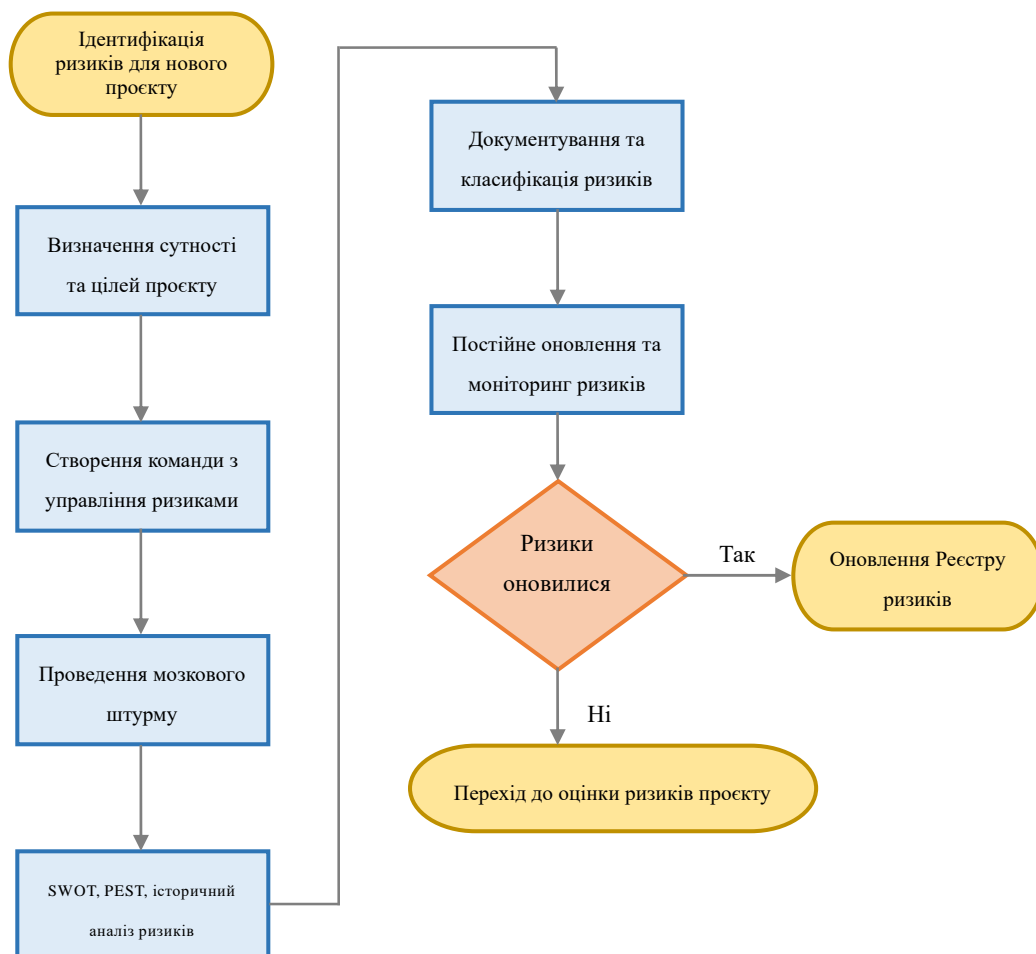 Ідентифікація
ризиків для нового
проєкту
Визначення сутності
та цілей проєкту
Створення команди з
управління ризиками
Проведення мозкового
штурму
SWOT, PEST, історичний
аналіз ризиків
Документування та
класифікація ризиків
Постійне оновлення та
моніторинг ризиків
Ризики
оновилися
Так
Оновлення Реєстру
ризиків
Ні
Перехід до оцінки ризиків проєкту